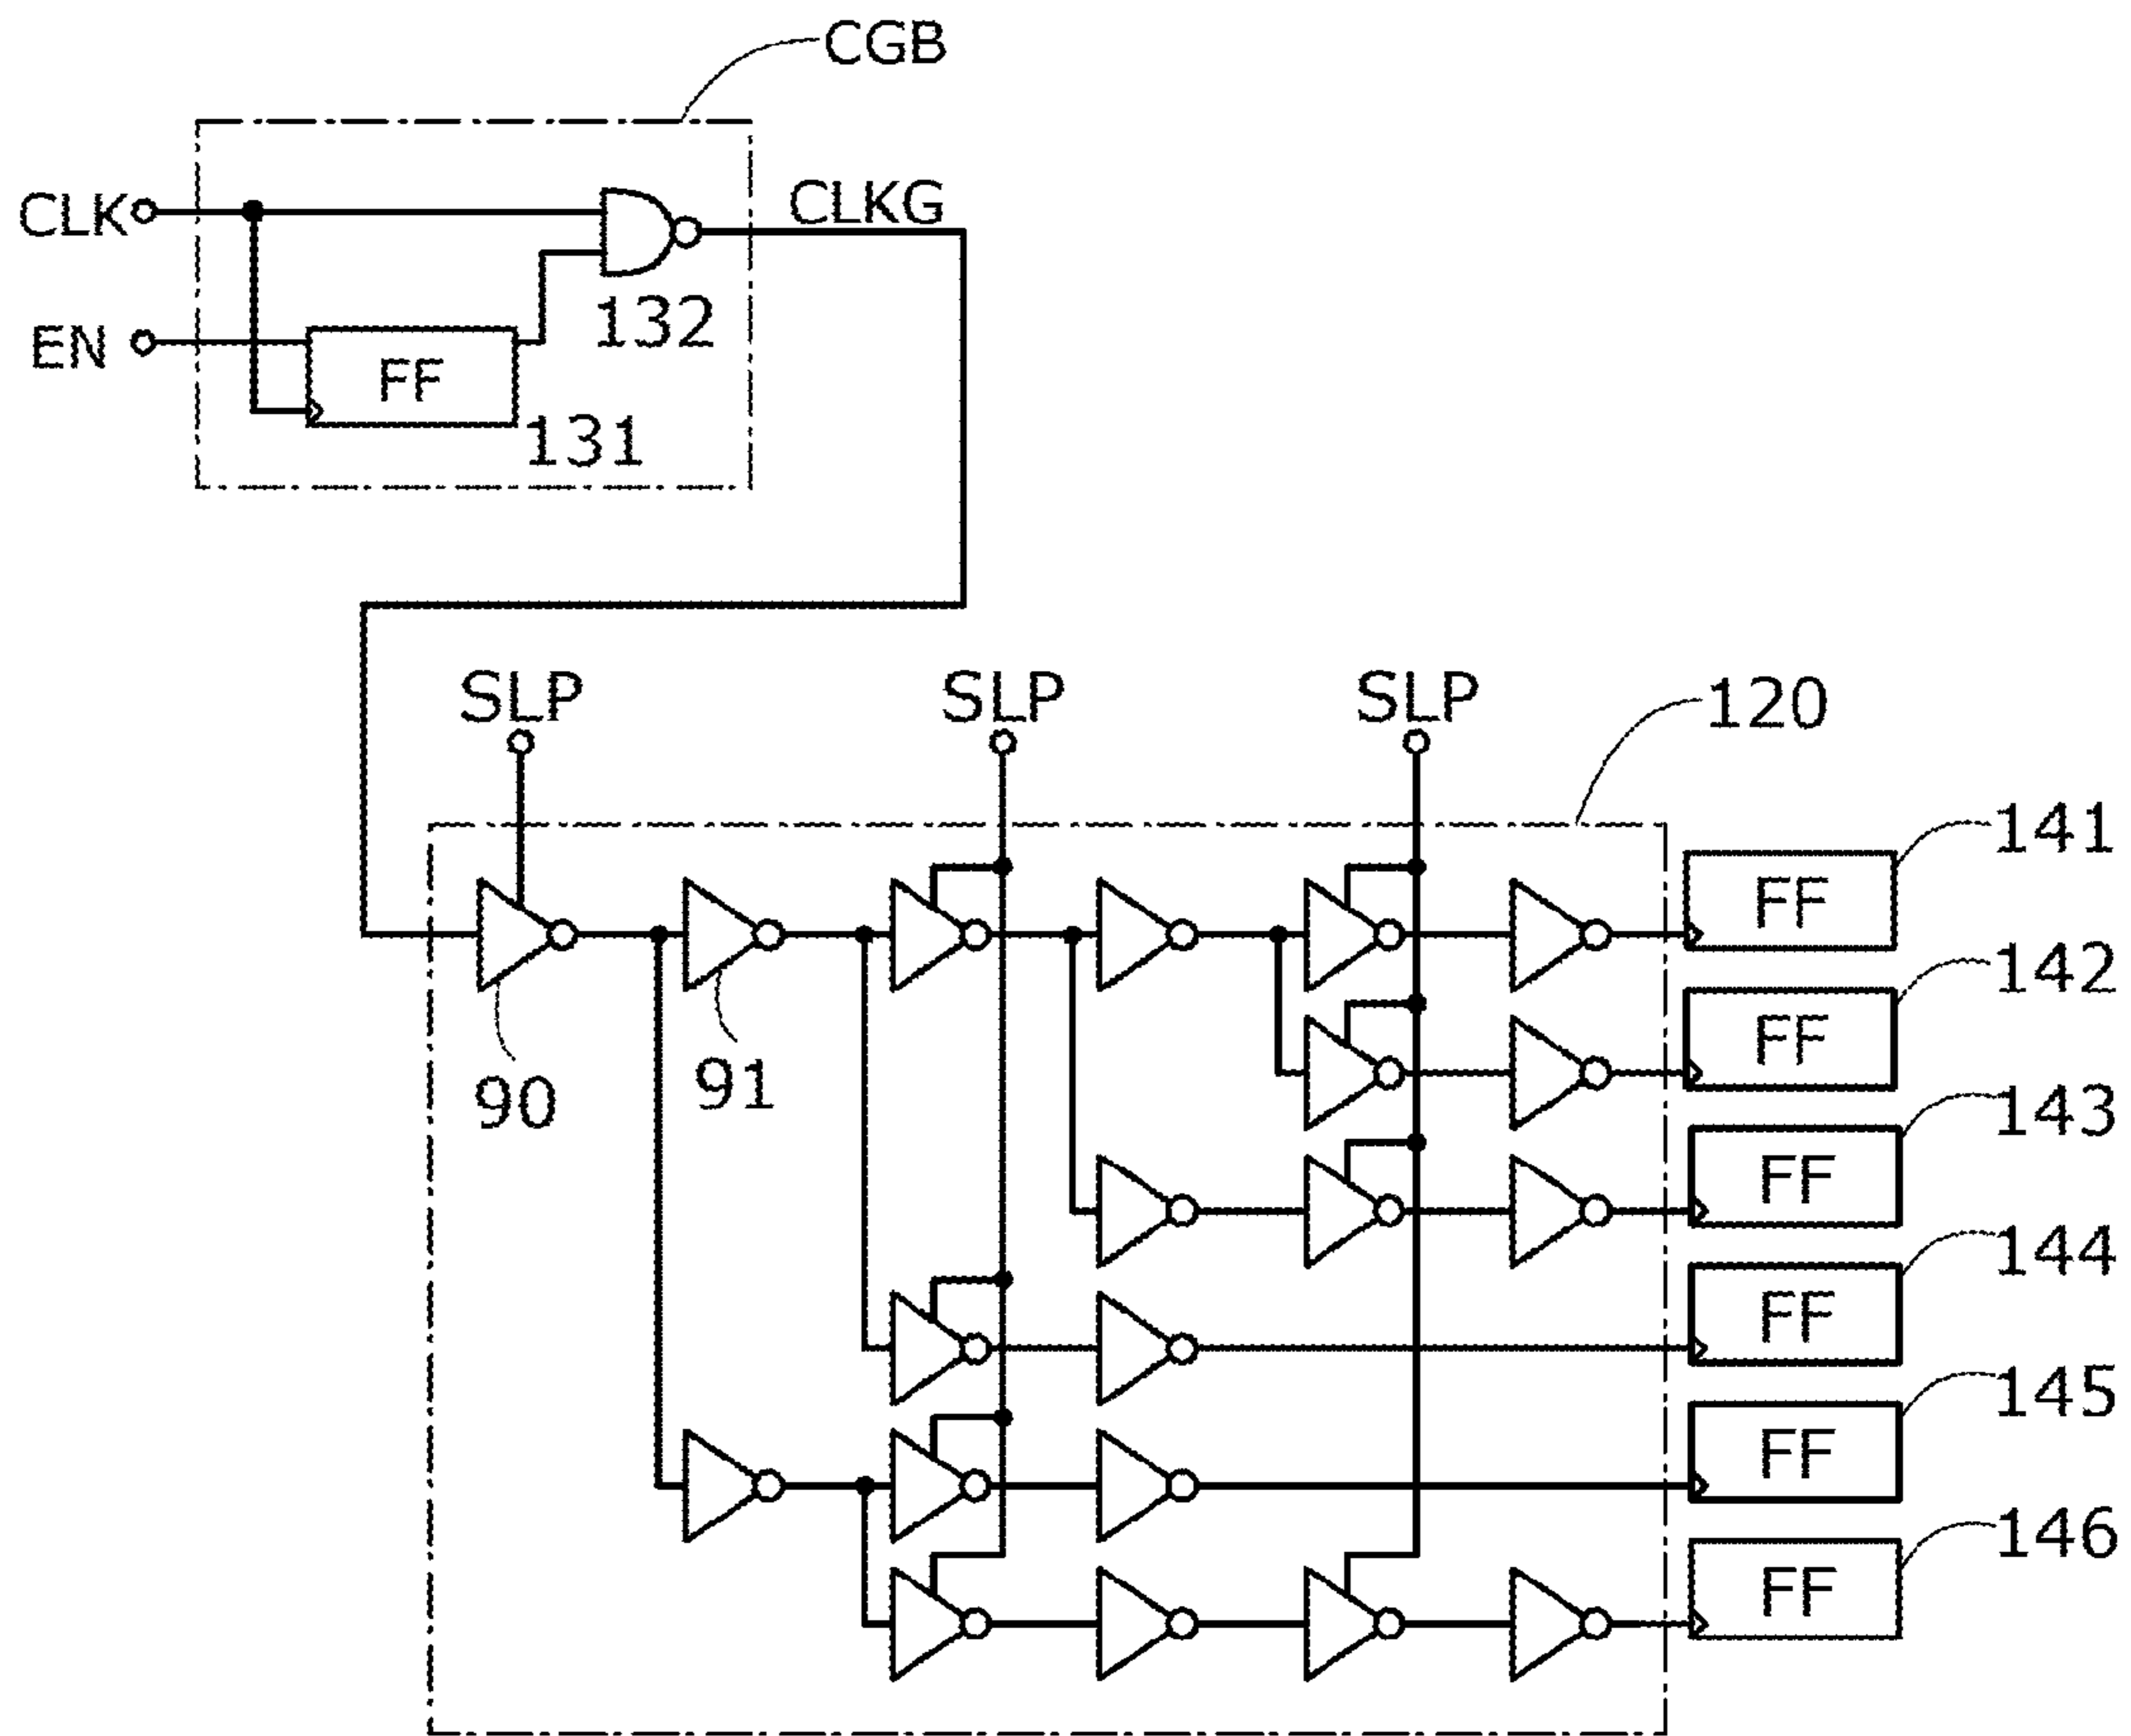 CGB
CLK
CLKG
EN
FF
132
131
SLP
SLP
SLP
120
141
FF
142
FF
90
91
143
FF
144
FF
145
FF
146
FF